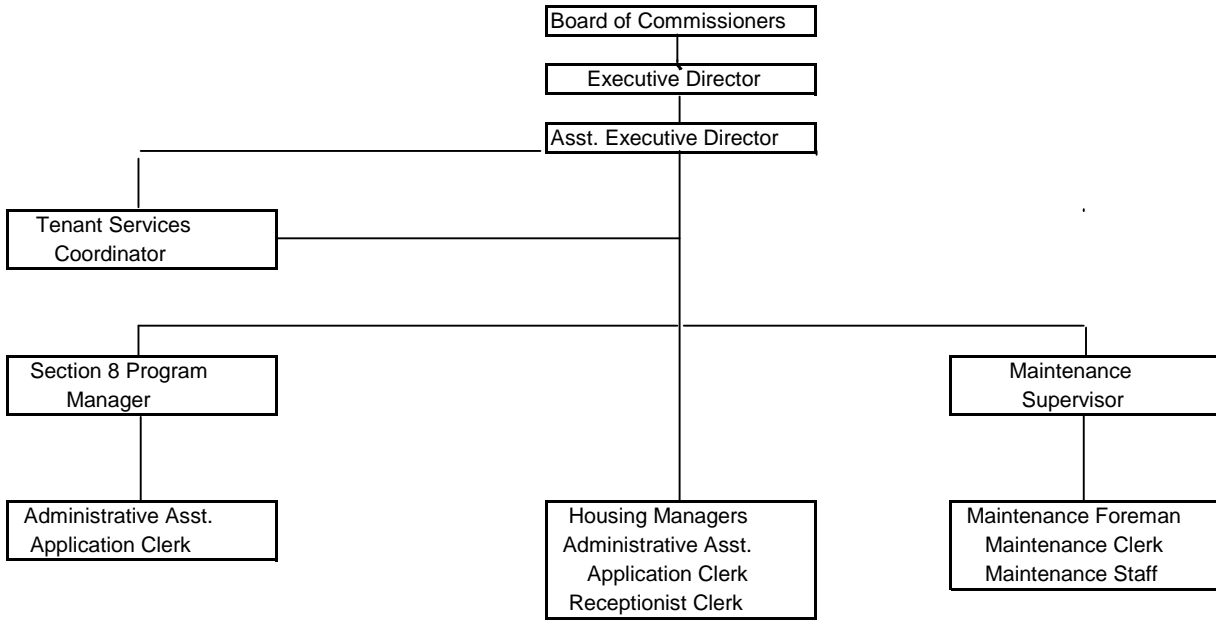 Board of Commissioners
Executive Director
Asst. Executive Director
Tenant Services
Coordinator
Section 8 Program
Manager
Maintenance
Supervisor
Administrative Asst.
Application Clerk
Housing Managers
Administrative Asst.
Application Clerk
Receptionist Clerk
Maintenance Foreman
Maintenance Clerk
Maintenance Staff